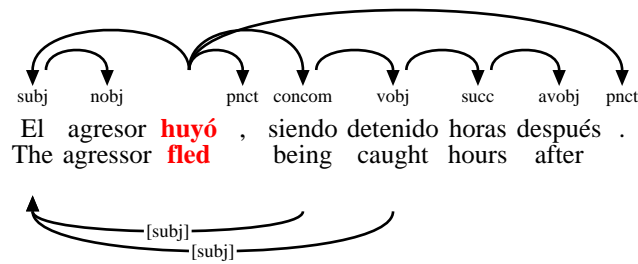 subj nobj pnct concom vobj succ avobj pnct
El agresor huyó , siendo detenido horas después .
The agressor fled being caught hours after
[subj]
[subj]